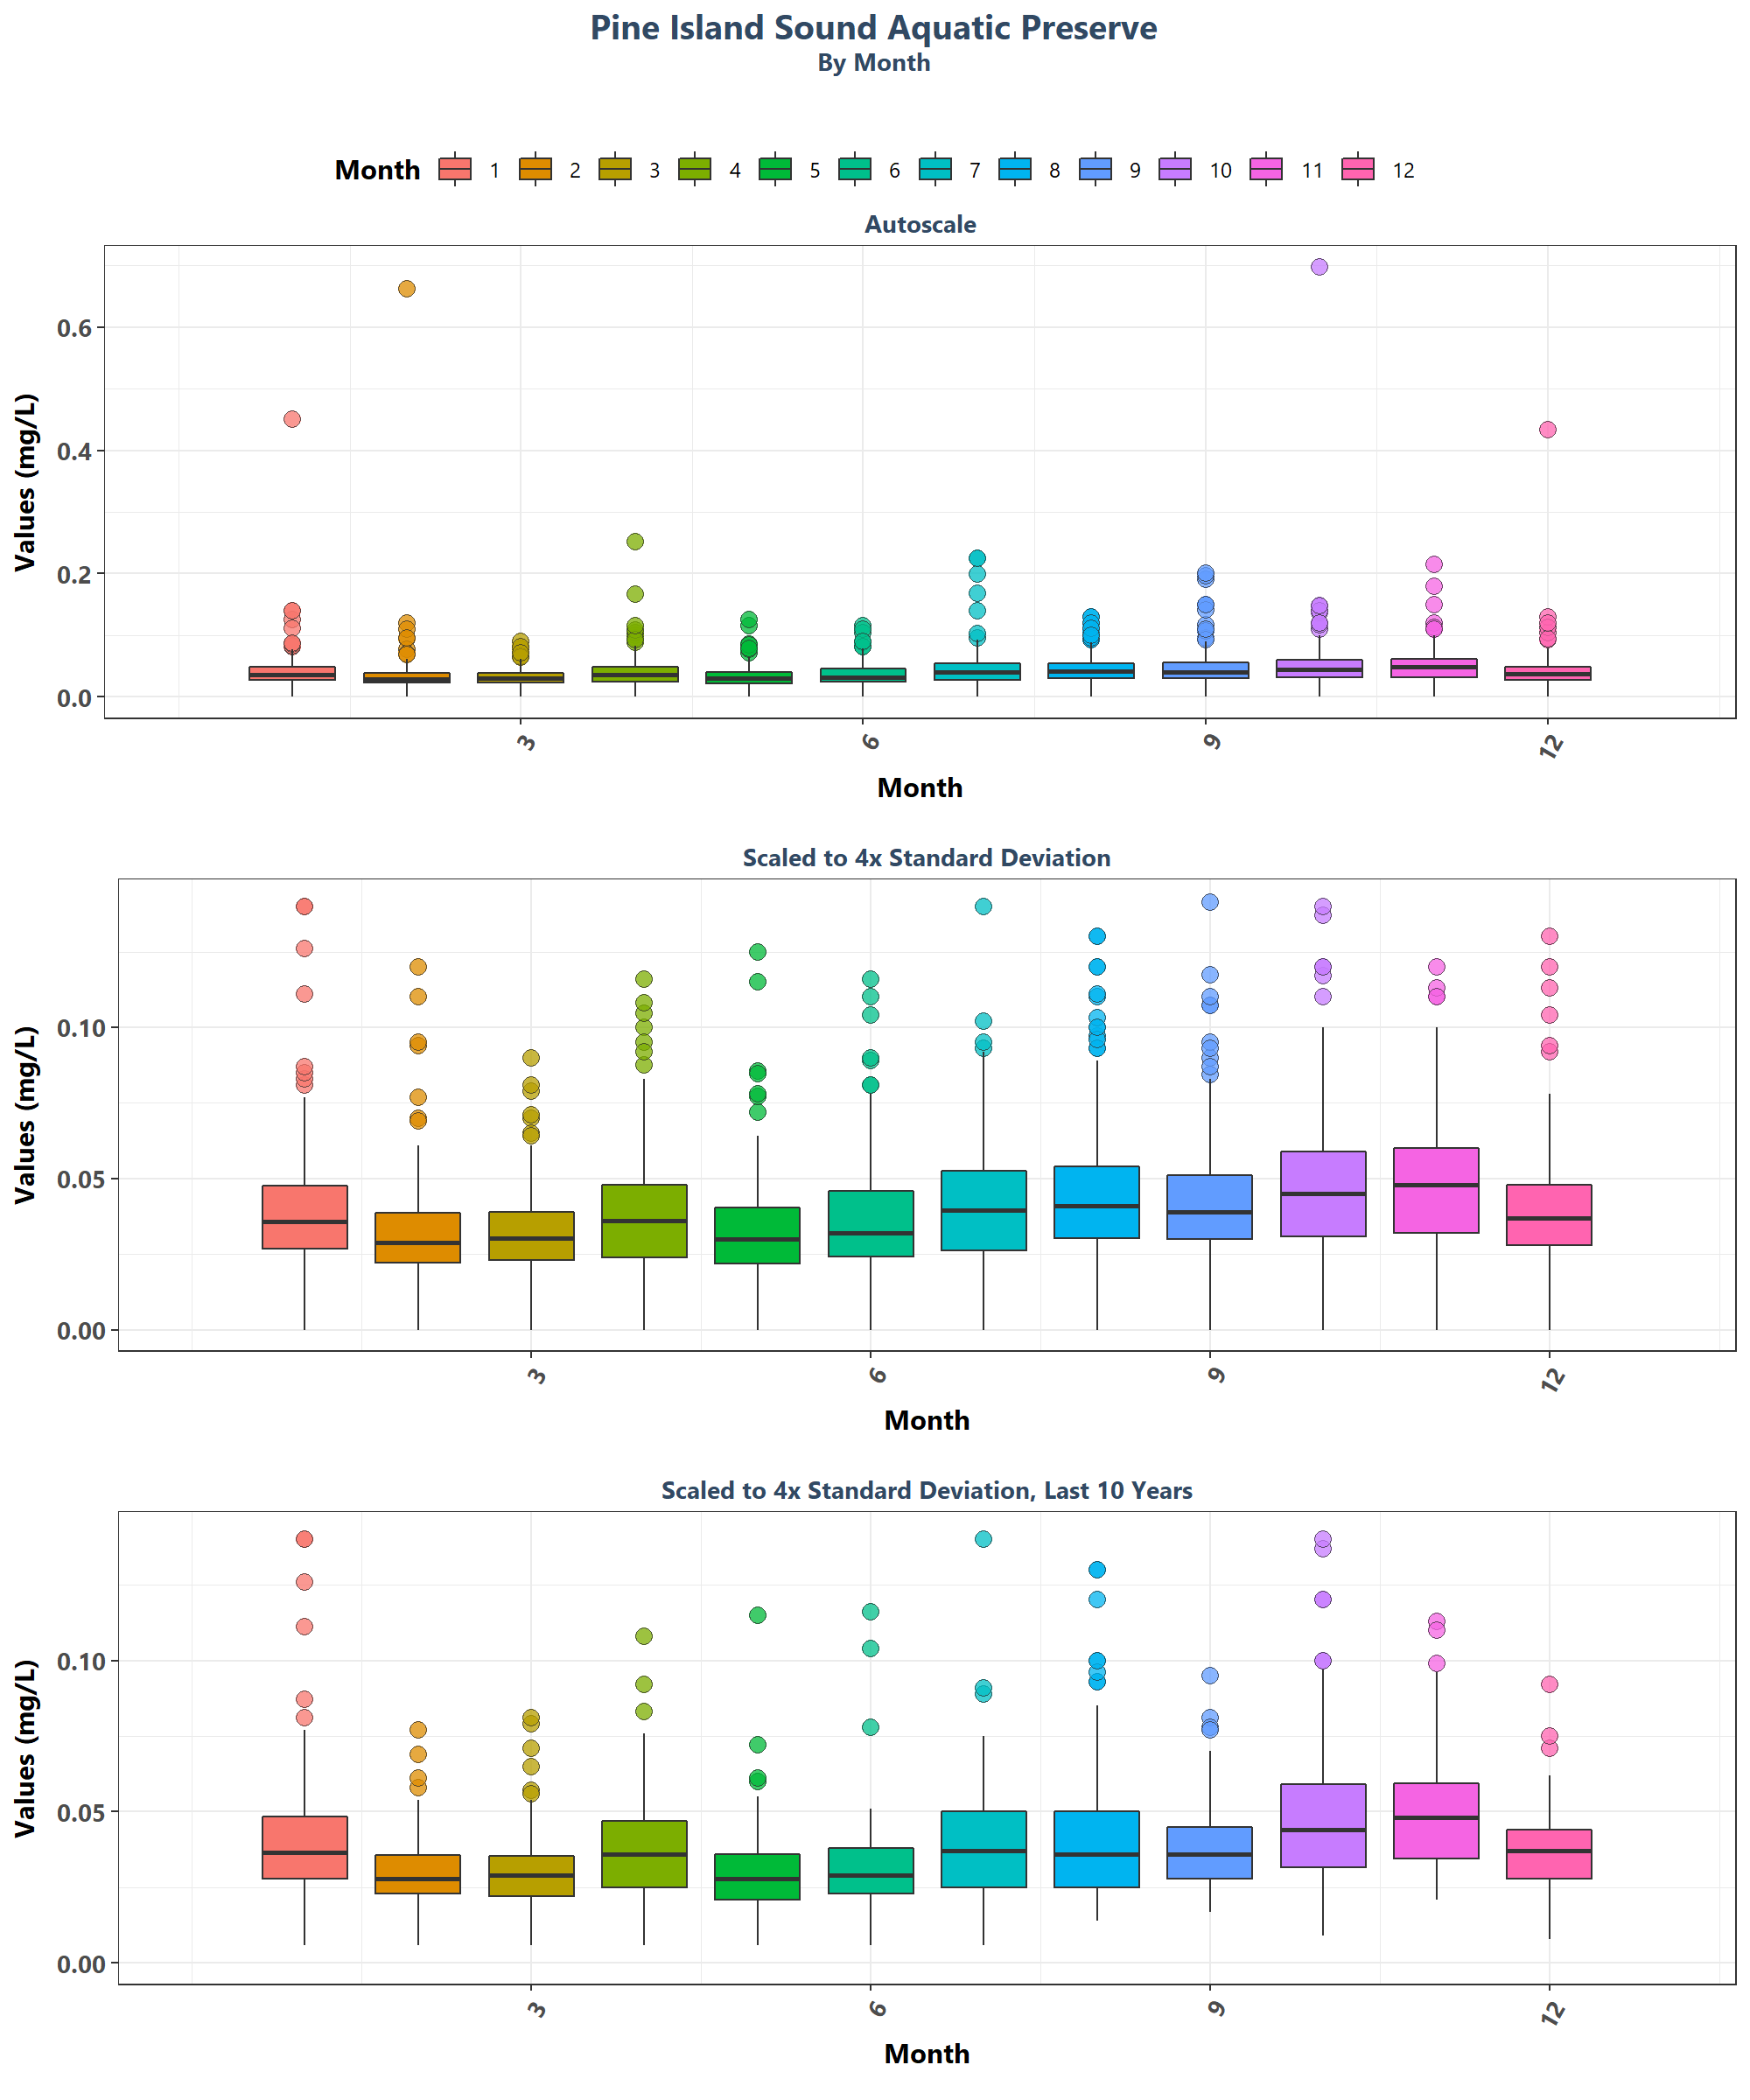 Pine Island Sound Aquatic Preserve
By Month
Month 1 2 3 4 5 6 7 8 9 10 11 12
Autoscale
Values (mg/L)
0.6
0.4
0.2
0.0
3 6 9 12
Month
Scaled to 4x Standard Deviation
Values (mg/L)
0.10
0.05
0.00
3 6 9 12
Month
Scaled to 4x Standard Deviation, Last 10 Years
Values (mg/L)
0.10
0.05
0.00
3 6 9 12
Month